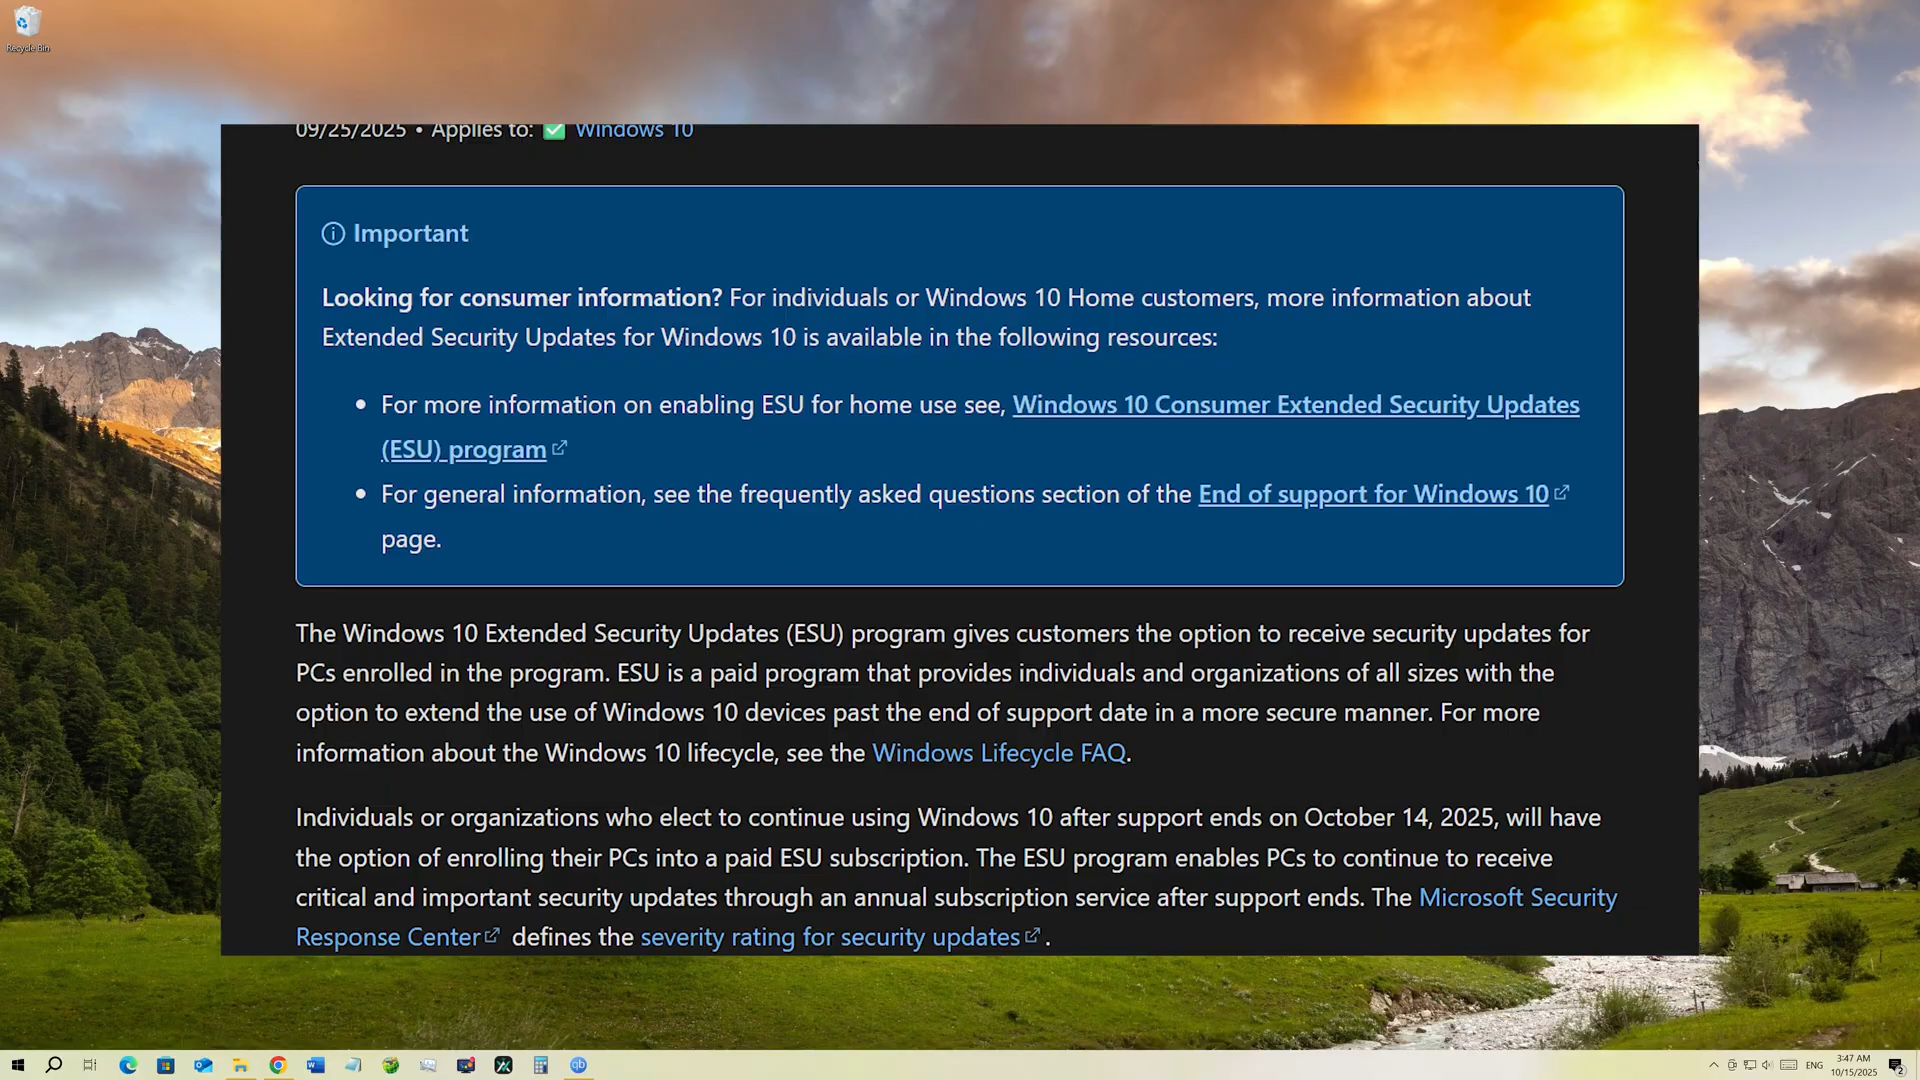 Recycle Bin
09/25/2025 • Applies to: ✅ Windows 10
Important
Looking for consumer information? For individuals or Windows 10 Home customers, more information about
Extended Security Updates for Windows 10 is available in the following resources:
• For more information on enabling ESU for home use see, Windows 10 Consumer Extended Security Updates
(ESU) program
• For general information, see the frequently asked questions section of the End of support for Windows 10
page.
The Windows 10 Extended Security Updates (ESU) program gives customers the option to receive security updates for
PCs enrolled in the program. ESU is a paid program that provides individuals and organizations of all sizes with the
option to extend the use of Windows 10 devices past the end of support date in a more secure manner. For more
information about the Windows 10 lifecycle, see the Windows Lifecycle FAQ.
Individuals or organizations who elect to continue using Windows 10 after support ends on October 14, 2025, will have
the option of enrolling their PCs into a paid ESU subscription. The ESU program enables PCs to continue to receive
critical and important security updates through an annual subscription service after support ends. The Microsoft Security
Response Center defines the severity rating for security updates.
qb
ENG
3:47 AM
10/15/2025
2